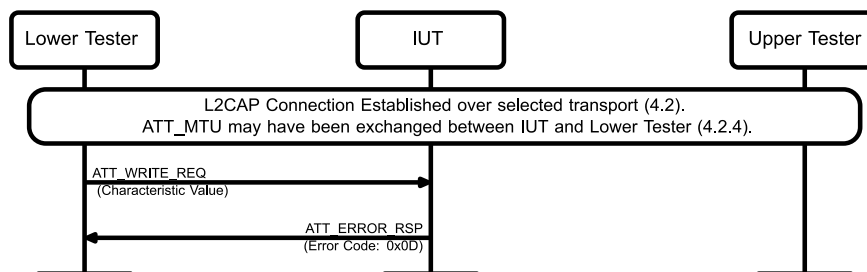 Lower Tester
IUT
Upper Tester
L2CAP Connection Established over selected transport (4.2).
ATT_MTU may have been exchanged between IUT and Lower Tester (4.2.4).
ATT_WRITE_REQ
(Characteristic Value)
ATT_ERROR_RSP
(Error Code: 0x0D)